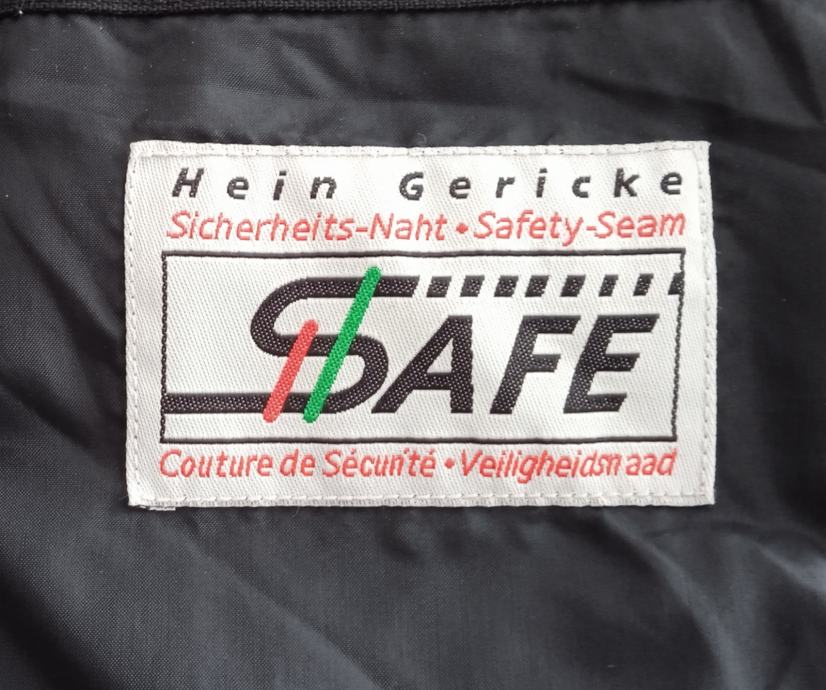 Hein Gericke
Sicherheits-Naht • Safety-Seam
SAFE
Couture de Sécurité • Veiligheidsnaad